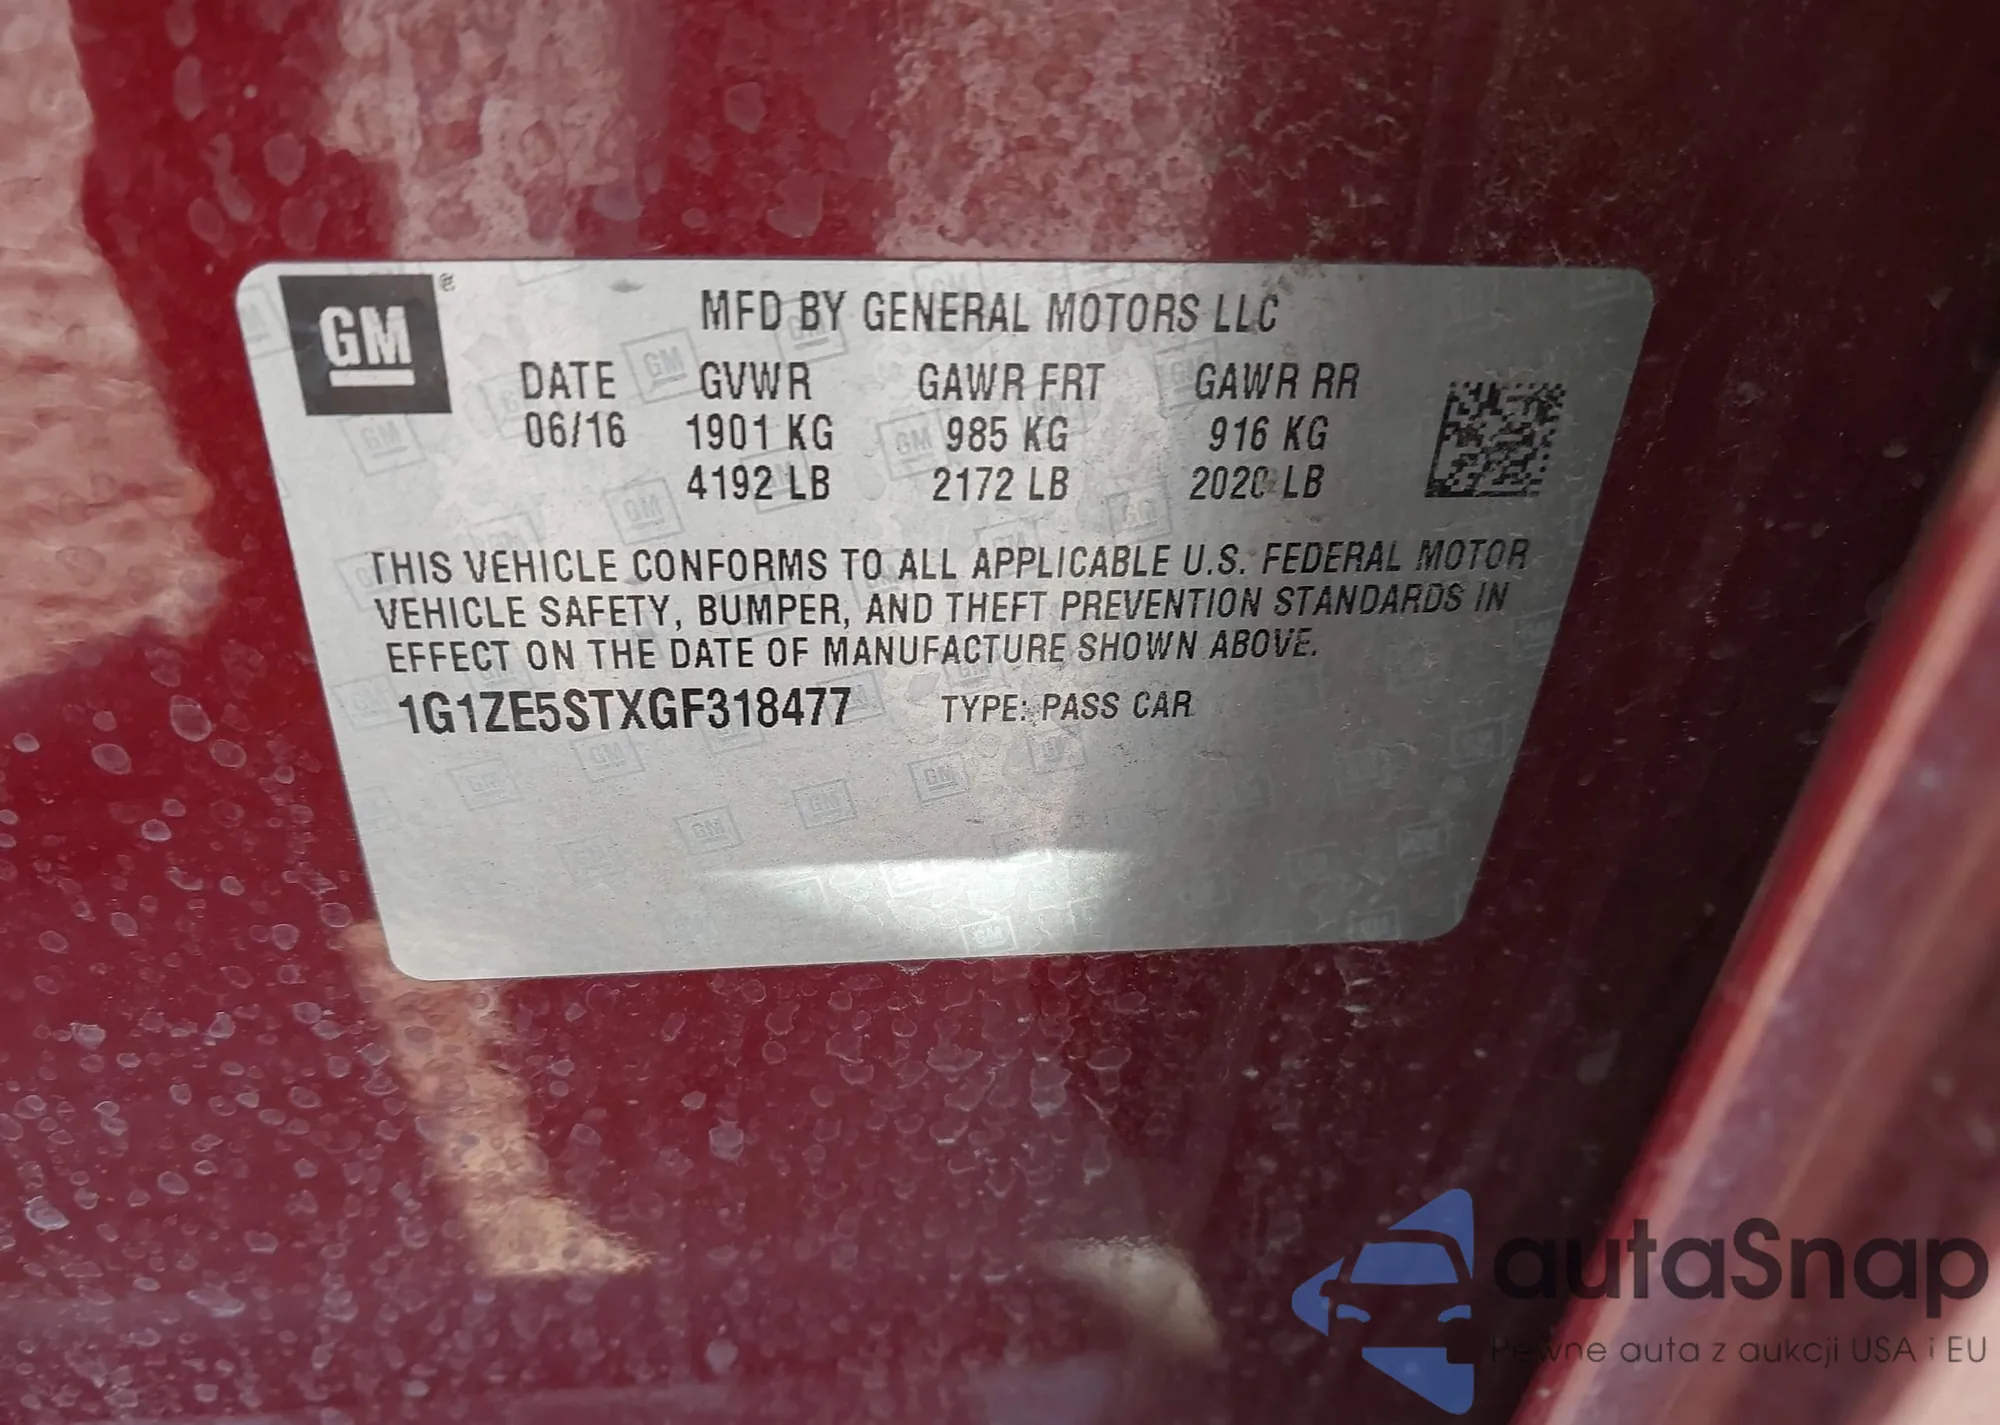 GM
MFD BY GENERAL MOTORS LLC
DATE GVWR GAWR FRT GAWR RR
06/16 1901 KG 985 KG 916 KG
4192 LB 2172 LB 2020 LB
THIS VEHICLE CONFORMS TO ALL APPLICABLE U.S. FEDERAL MOTOR
VEHICLE SAFETY, BUMPER, AND THEFT PREVENTION STANDARDS IN
EFFECT ON THE DATE OF MANUFACTURE SHOWN ABOVE.
1G1ZE5STXGF318477 TYPE: PASS CAR
autaSnap
Pewne auta z aukcji USA i EU